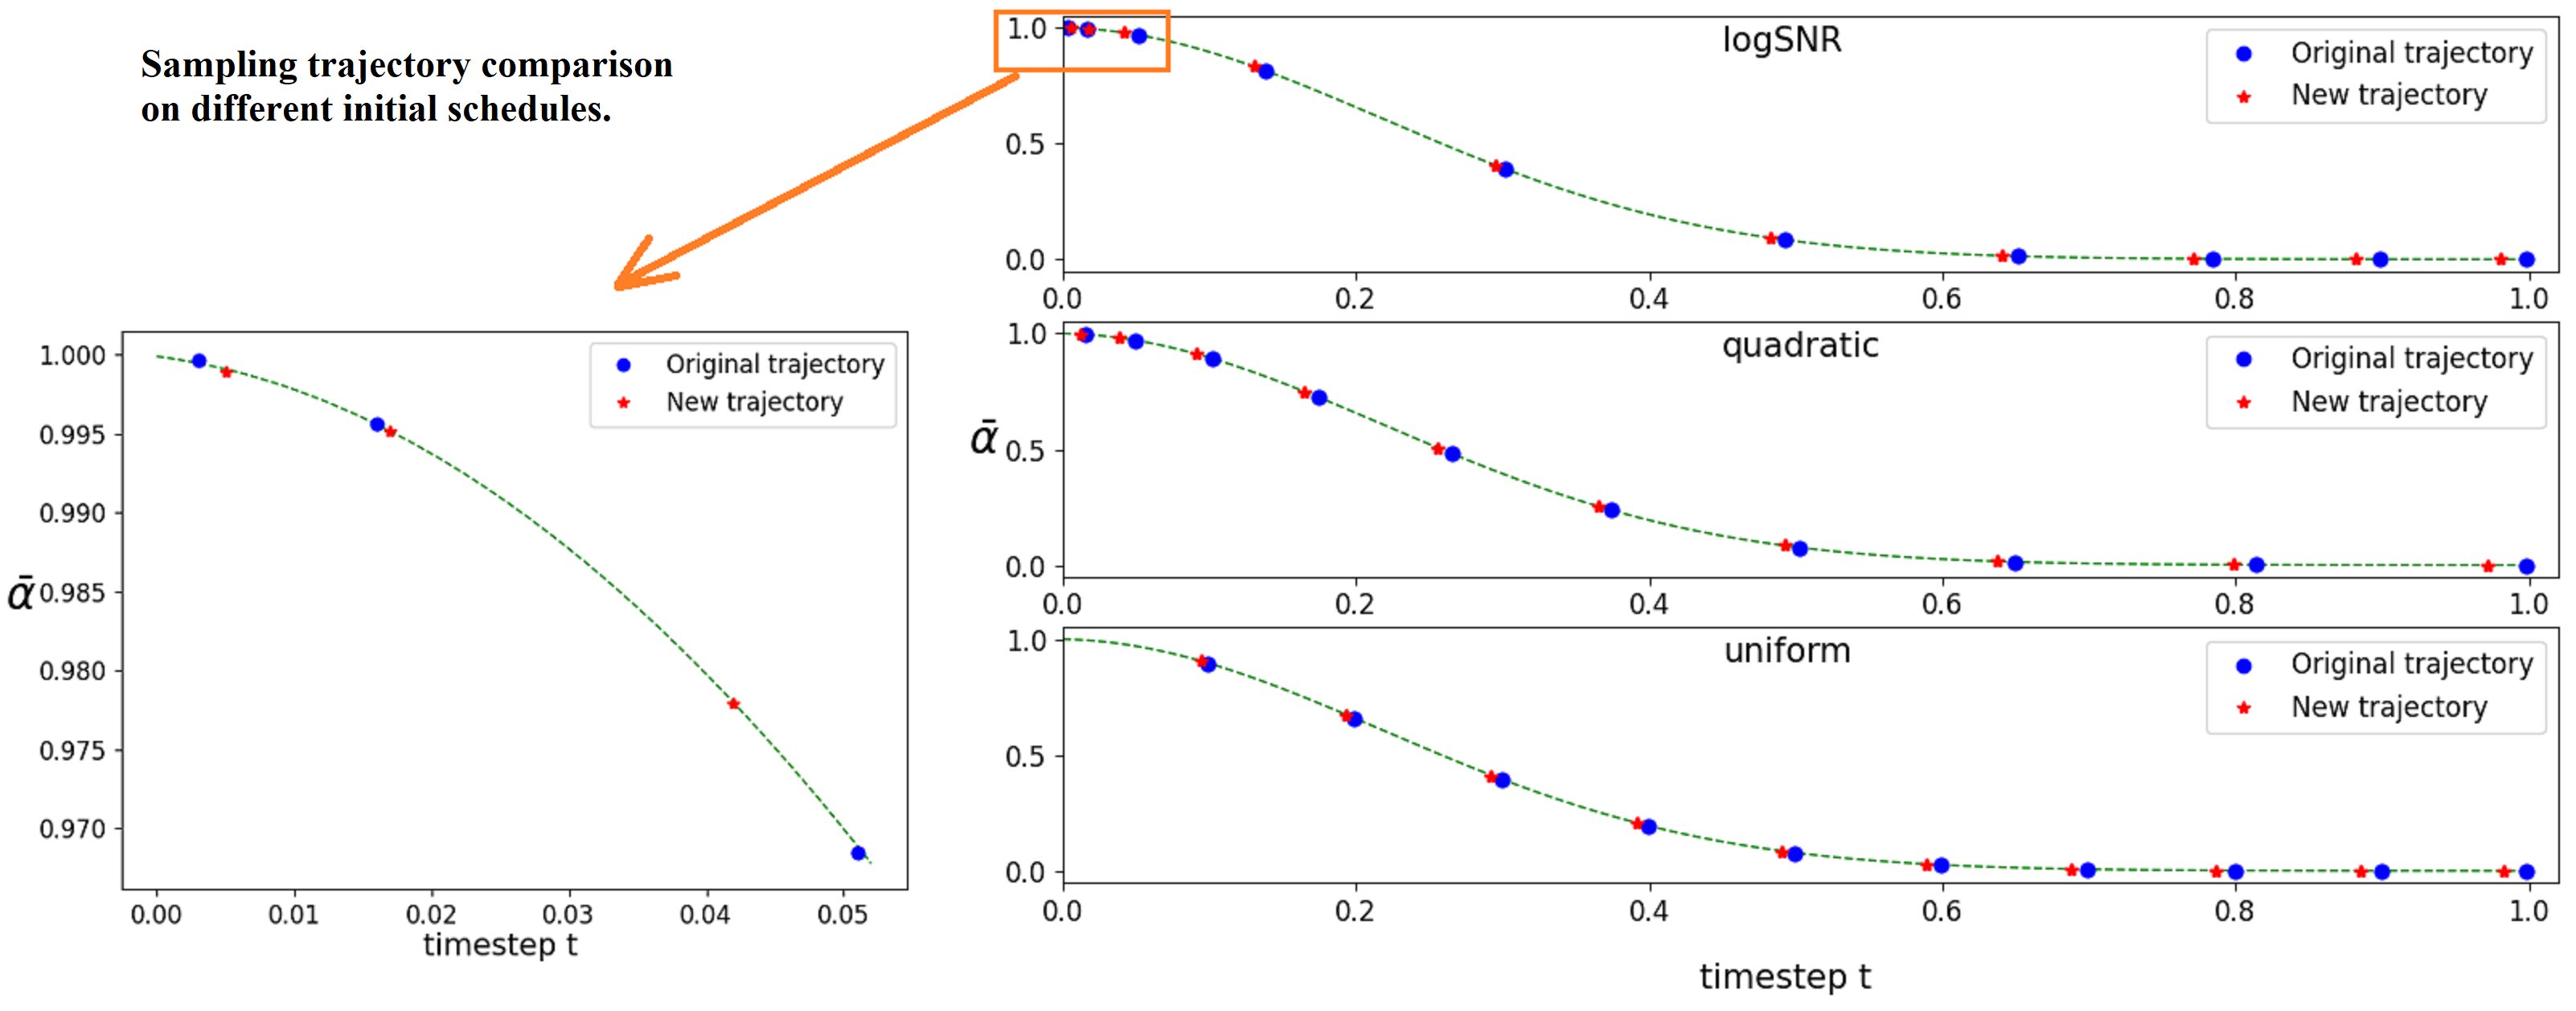 Sampling trajectory comparison
on different initial schedules.
1.0
0.5
0.0
logSNR
Original trajectory
New trajectory
0.0 0.2 0.4 0.6 0.8 1.0
1.000
0.995
0.990
0.985
0.980
0.975
0.970
ᾱ
Original trajectory
New trajectory
0.00 0.01 0.02 0.03 0.04 0.05
timestep t
ᾱ
1.0
0.5
0.0
quadratic
Original trajectory
New trajectory
0.0 0.2 0.4 0.6 0.8 1.0
1.0
0.5
0.0
uniform
Original trajectory
New trajectory
0.0 0.2 0.4 0.6 0.8 1.0
timestep t